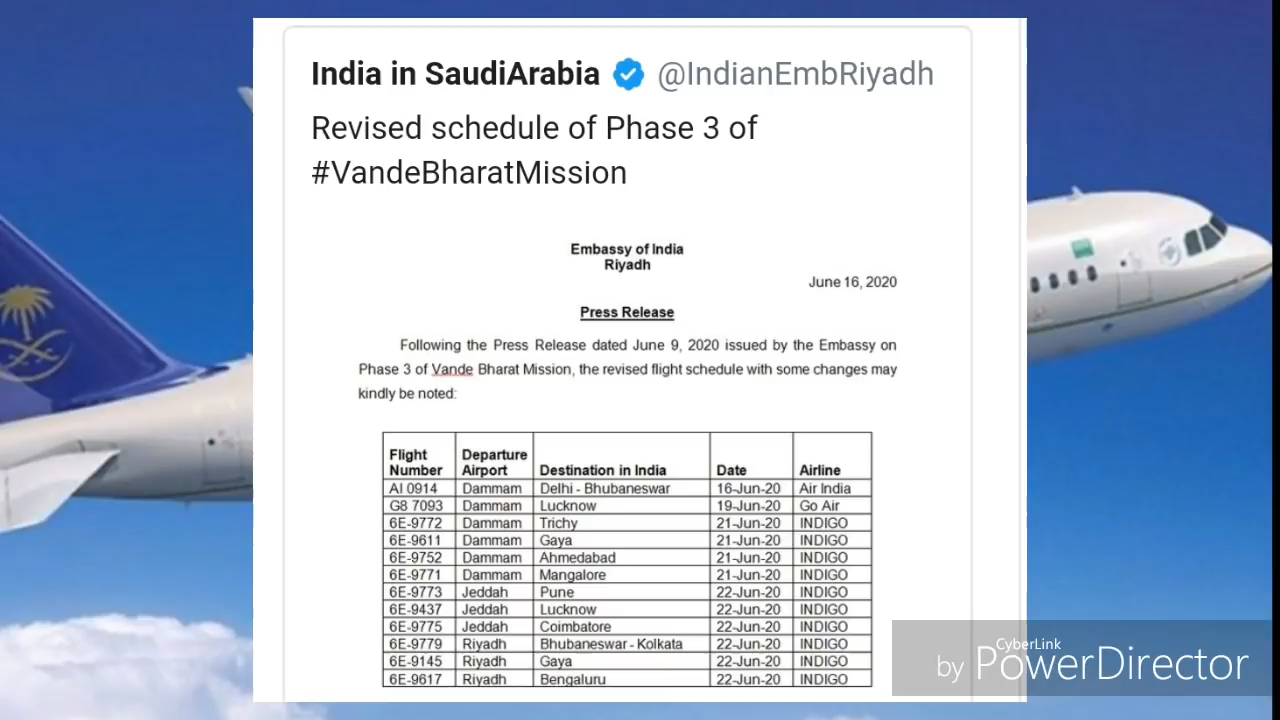 India in SaudiArabia @IndianEmbRiyadh
Revised schedule of Phase 3 of
#VandeBharatMission
Embassy of India
Riyadh
June 16, 2020
Press Release
Following the Press Release dated June 9, 2020 issued by the Embassy on
Phase 3 of Vande Bharat Mission, the revised flight schedule with some changes may
kindly be noted:
Flight Number Departure Airport Destination in India Date Airline
AI 0914 Dammam Delhi - Bhubaneswar 16-Jun-20 Air India
G8 7093 Dammam Lucknow 19-Jun-20 Go Air
6E-9772 Dammam Trichy 21-Jun-20 INDIGO
6E-9611 Dammam Gaya 21-Jun-20 INDIGO
6E-9752 Dammam Ahmedabad 21-Jun-20 INDIGO
6E-9771 Dammam Mangalore 21-Jun-20 INDIGO
6E-9773 Jeddah Pune 22-Jun-20 INDIGO
6E-9437 Jeddah Lucknow 22-Jun-20 INDIGO
6E-9775 Jeddah Coimbatore 22-Jun-20 INDIGO
6E-9779 Riyadh Bhubaneswar - Kolkata 22-Jun-20 INDIGO
6E-9145 Riyadh Gaya 22-Jun-20 INDIGO
6E-9617 Riyadh Bengaluru 22-Jun-20 INDIGO
CyberLink
by PowerDirector